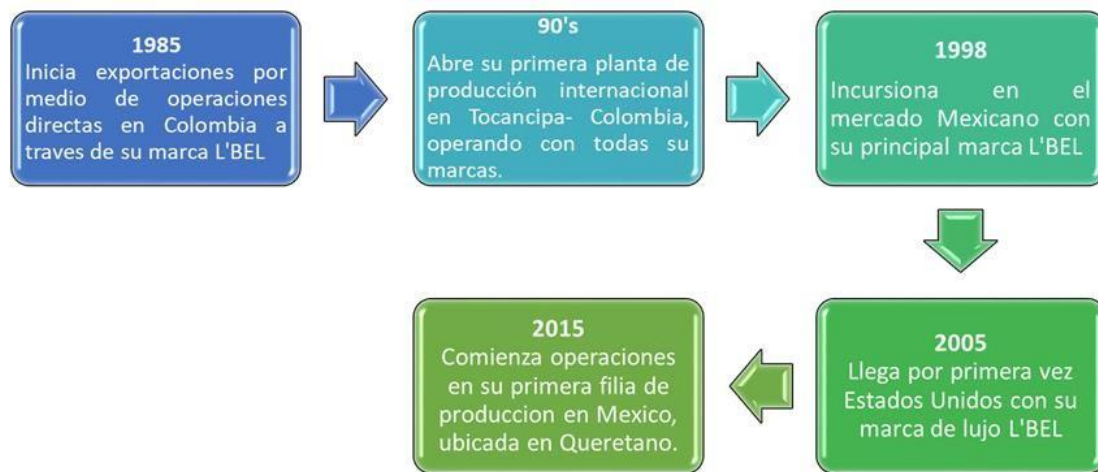 1985
Inicia exportaciones por
medio de operaciones
directas en Colombia a
traves de su marca L'BEL
90's
Abre su primera planta de
producción internacional
en Tocancipa- Colombia,
operando con todas su
marcas.
1998
Incursiona en el
mercado Mexicano con
su principal marca L'BEL
2005
Llega por primera vez
Estados Unidos con su
marca de lujo L'BEL
2015
Comienza operaciones
en su primera filia de
produccion en Mexico,
ubicada en Queretano.